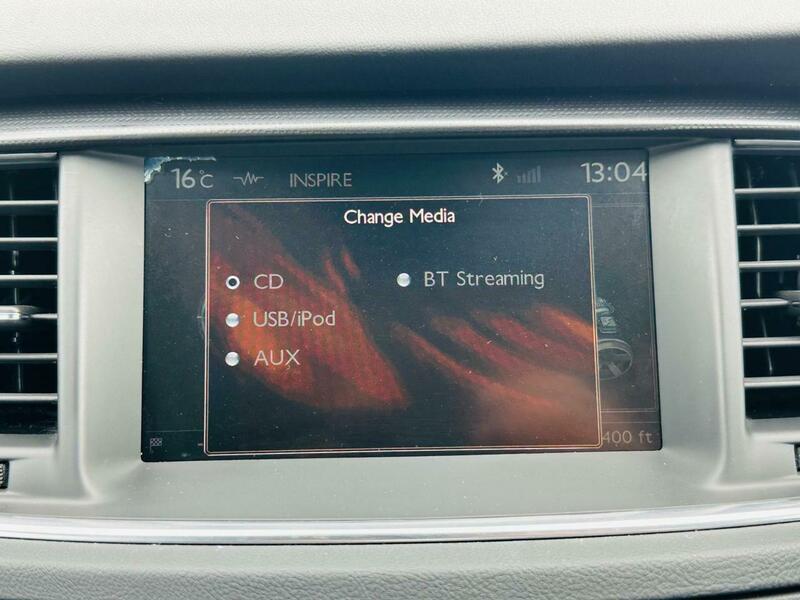 16°C INSPIRE 13:04
Change Media
CD BT Streaming
USB/iPod
AUX
400 ft